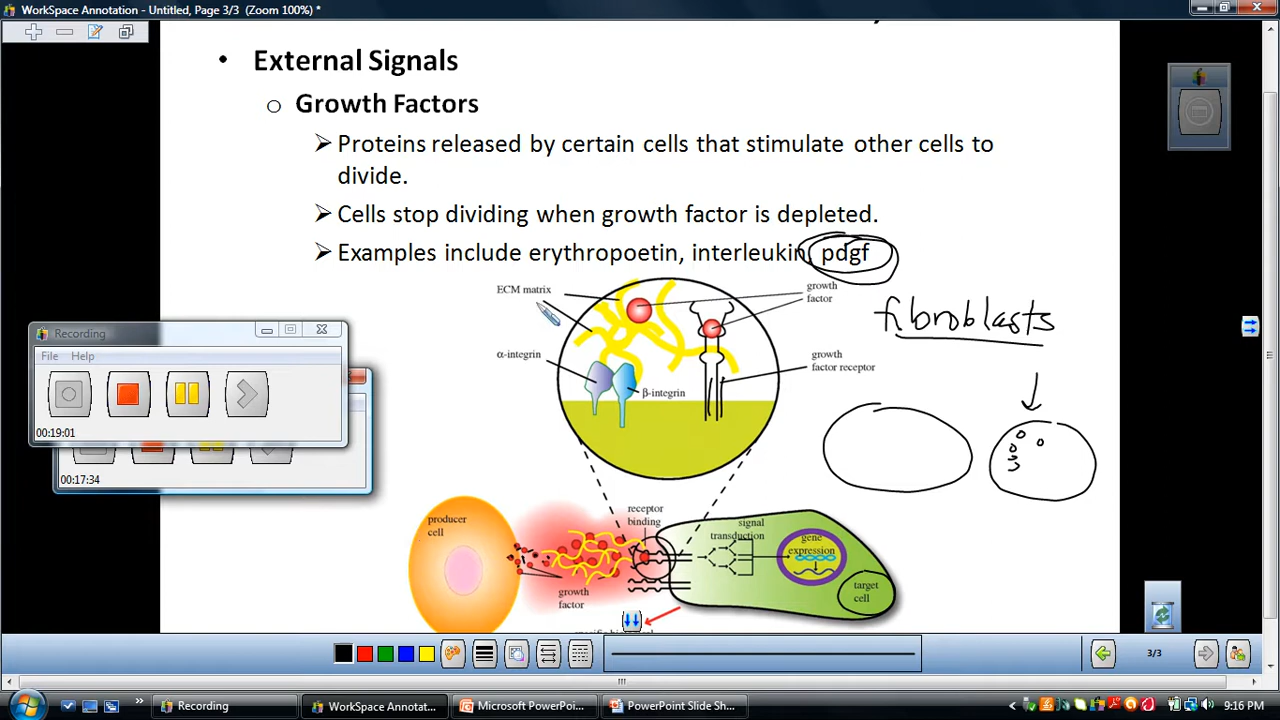 WorkSpace Annotation - Untitled, Page 3/3 (Zoom 100%) *
• External Signals
o Growth Factors
➢ Proteins released by certain cells that stimulate other cells to
divide.
➢ Cells stop dividing when growth factor is depleted.
➢ Examples include erythropoetin, interleukin, pdgf
ECM matrix
growth
factor
fibroblasts
Recording
File Help
α-integrin
growth
factor receptor
β-integrin
00:19:01
00:17:34
producer
cell
receptor
binding
signal
transduction
gene
expression
target
cell
growth
factor
3/3
Recording
WorkSpace Annotat...
Microsoft PowerPoin...
PowerPoint Slide Sh...
9:16 PM